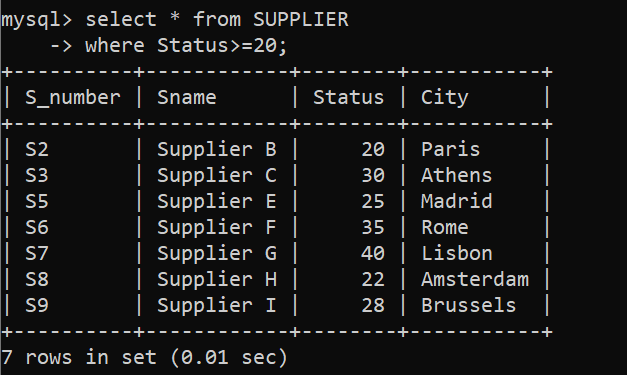 mysql> select * from SUPPLIER
    -> where Status>=20;
+----------+------------+--------+-----------+
| S_number | Sname      | Status | City      |
+----------+------------+--------+-----------+
| S2       | Supplier B |     20 | Paris     |
| S3       | Supplier C |     30 | Athens    |
| S5       | Supplier E |     25 | Madrid    |
| S6       | Supplier F |     35 | Rome      |
| S7       | Supplier G |     40 | Lisbon    |
| S8       | Supplier H |     22 | Amsterdam |
| S9       | Supplier I |     28 | Brussels  |
+----------+------------+--------+-----------+
7 rows in set (0.01 sec)